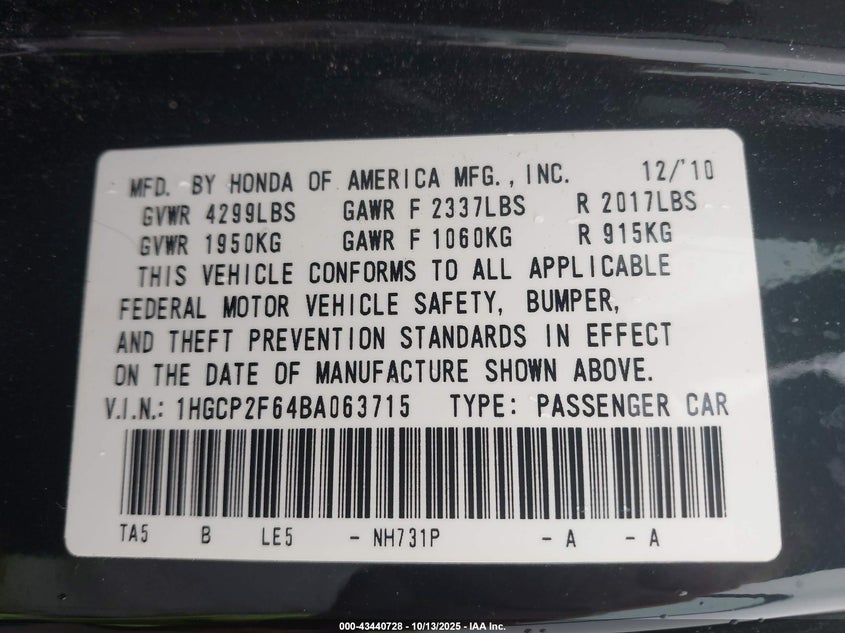 MFD. BY HONDA OF AMERICA MFG., INC. 12/'10
GVWR 4299LBS GAWR F 2337LBS R 2017LBS
GVWR 1950KG GAWR F 1060KG R 915KG
THIS VEHICLE CONFORMS TO ALL APPLICABLE
FEDERAL MOTOR VEHICLE SAFETY, BUMPER,
AND THEFT PREVENTION STANDARDS IN EFFECT
ON THE DATE OF MANUFACTURE SHOWN ABOVE.
V.I.N.: 1HGCP2F64BA063715 TYPE: PASSENGER CAR
TA5 B LE5 - NH731P - A - A
000-43440728 - 10/13/2025 - IAA Inc.